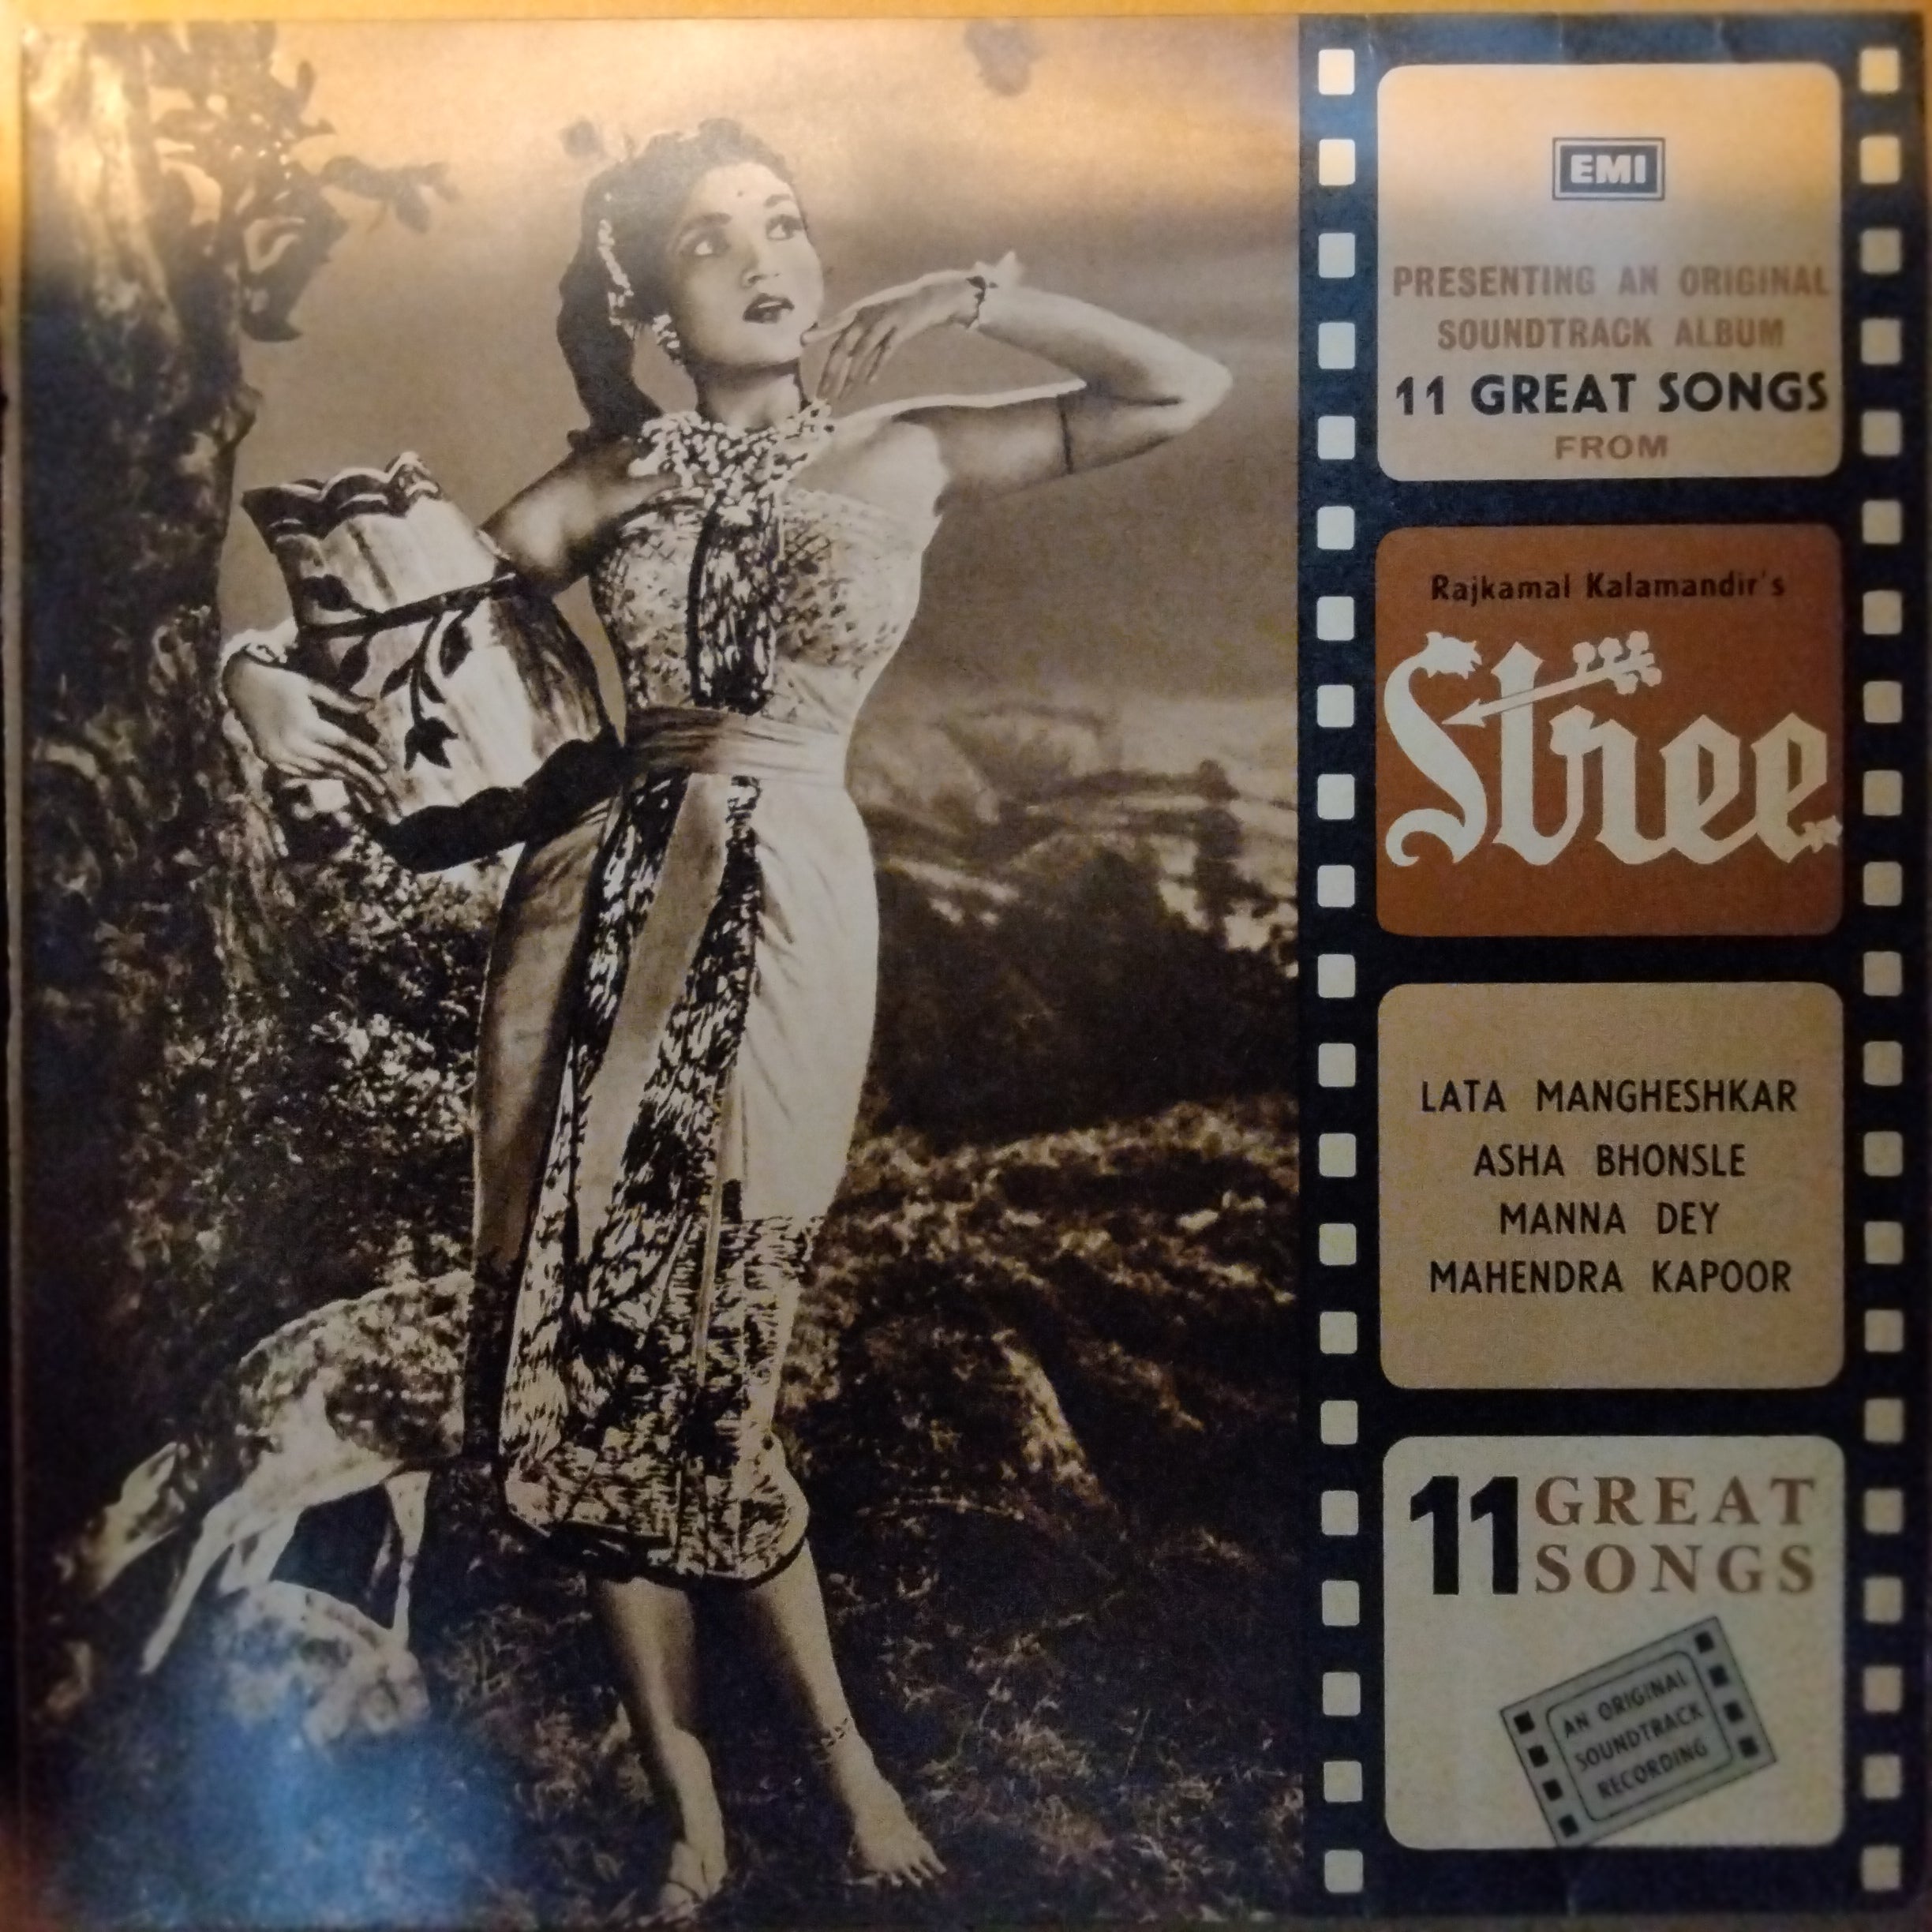 EMI
PRESENTING AN ORIGINAL
SOUNDTRACK ALBUM
11 GREAT SONGS
FROM
Rajkamal Kalamandir's
Stree
LATA MANGHESHKAR
ASHA BHONSLE
MANNA DEY
MAHENDRA KAPOOR
11 GREAT
SONGS
AN ORIGINAL
SOUNDTRACK
RECORDING